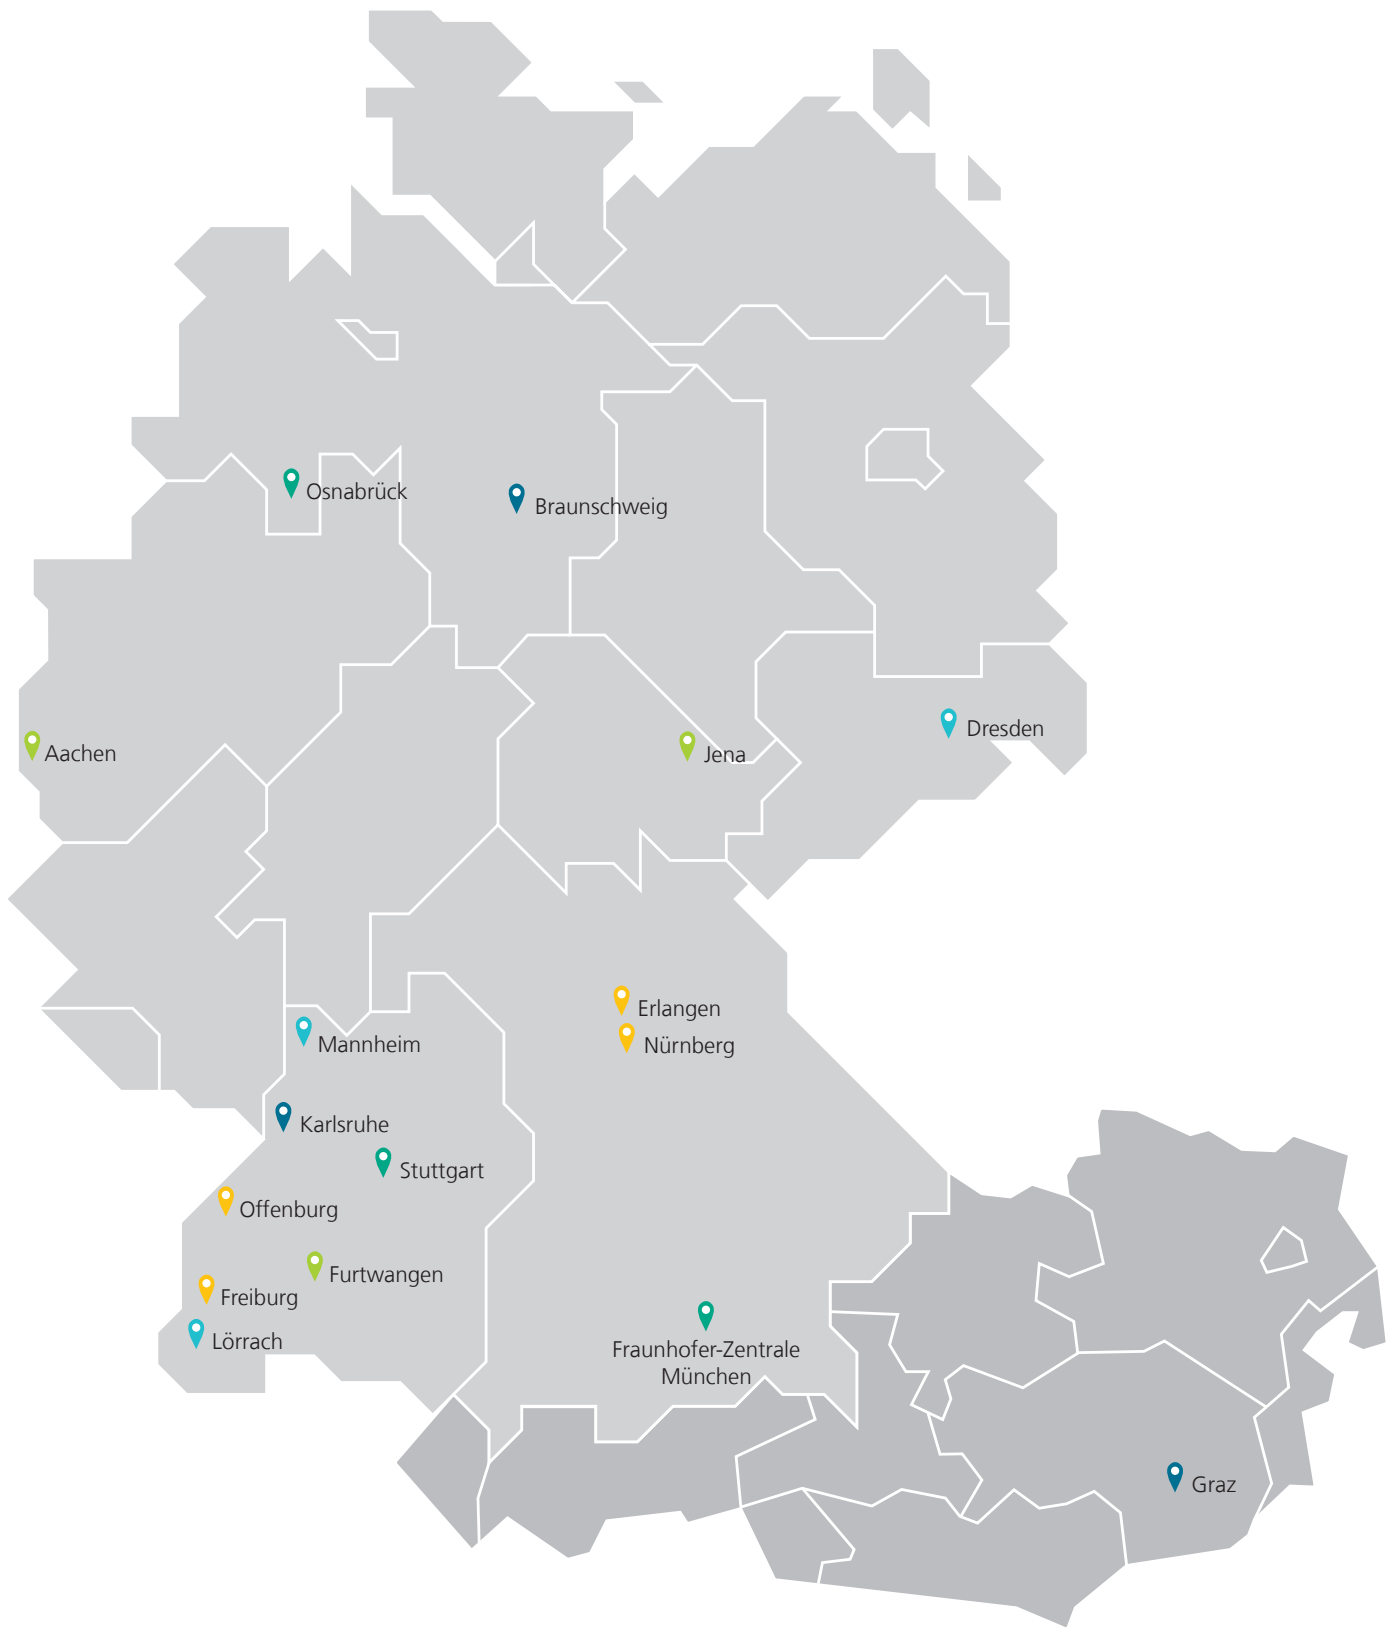 Osnabrück
Braunschweig
Dresden
Aachen
Jena
Erlangen
Mannheim
Nürnberg
Karlsruhe
Stuttgart
Offenburg
Furtwangen
Freiburg
Lörrach
Fraunhofer-Zentrale
München
Graz